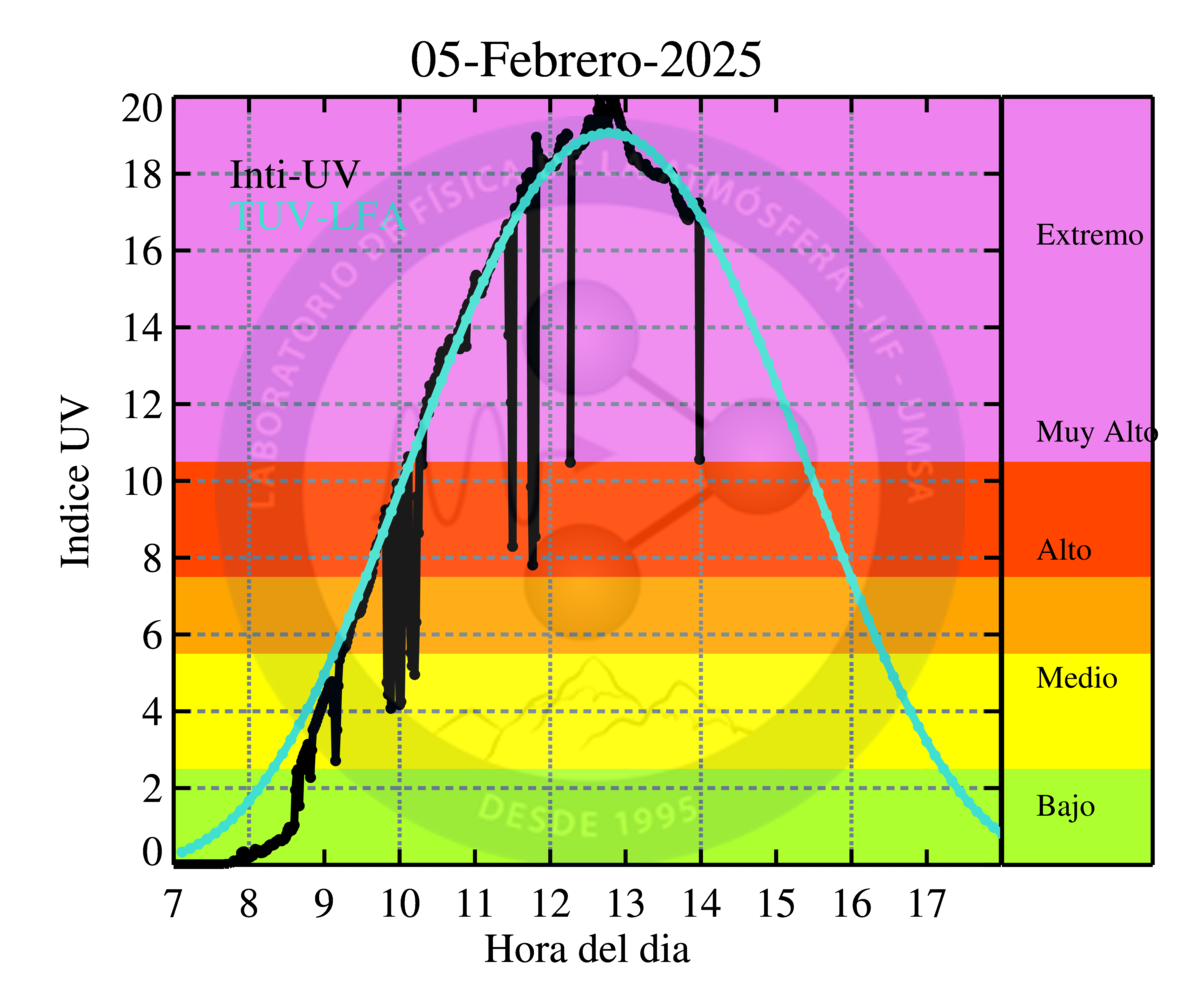 05-Febrero-2025
Inti-UV
TUV-LFA
LABORATORIO DE FÍSICA DE LA ATMÓSFERA - IIF - UMSA
DESDE 1995
Indice UV
20
18
16
14
12
10
8
6
4
2
0
Extremo
Muy Alto
Alto
Medio
Bajo
7 8 9 10 11 12 13 14 15 16 17
Hora del dia